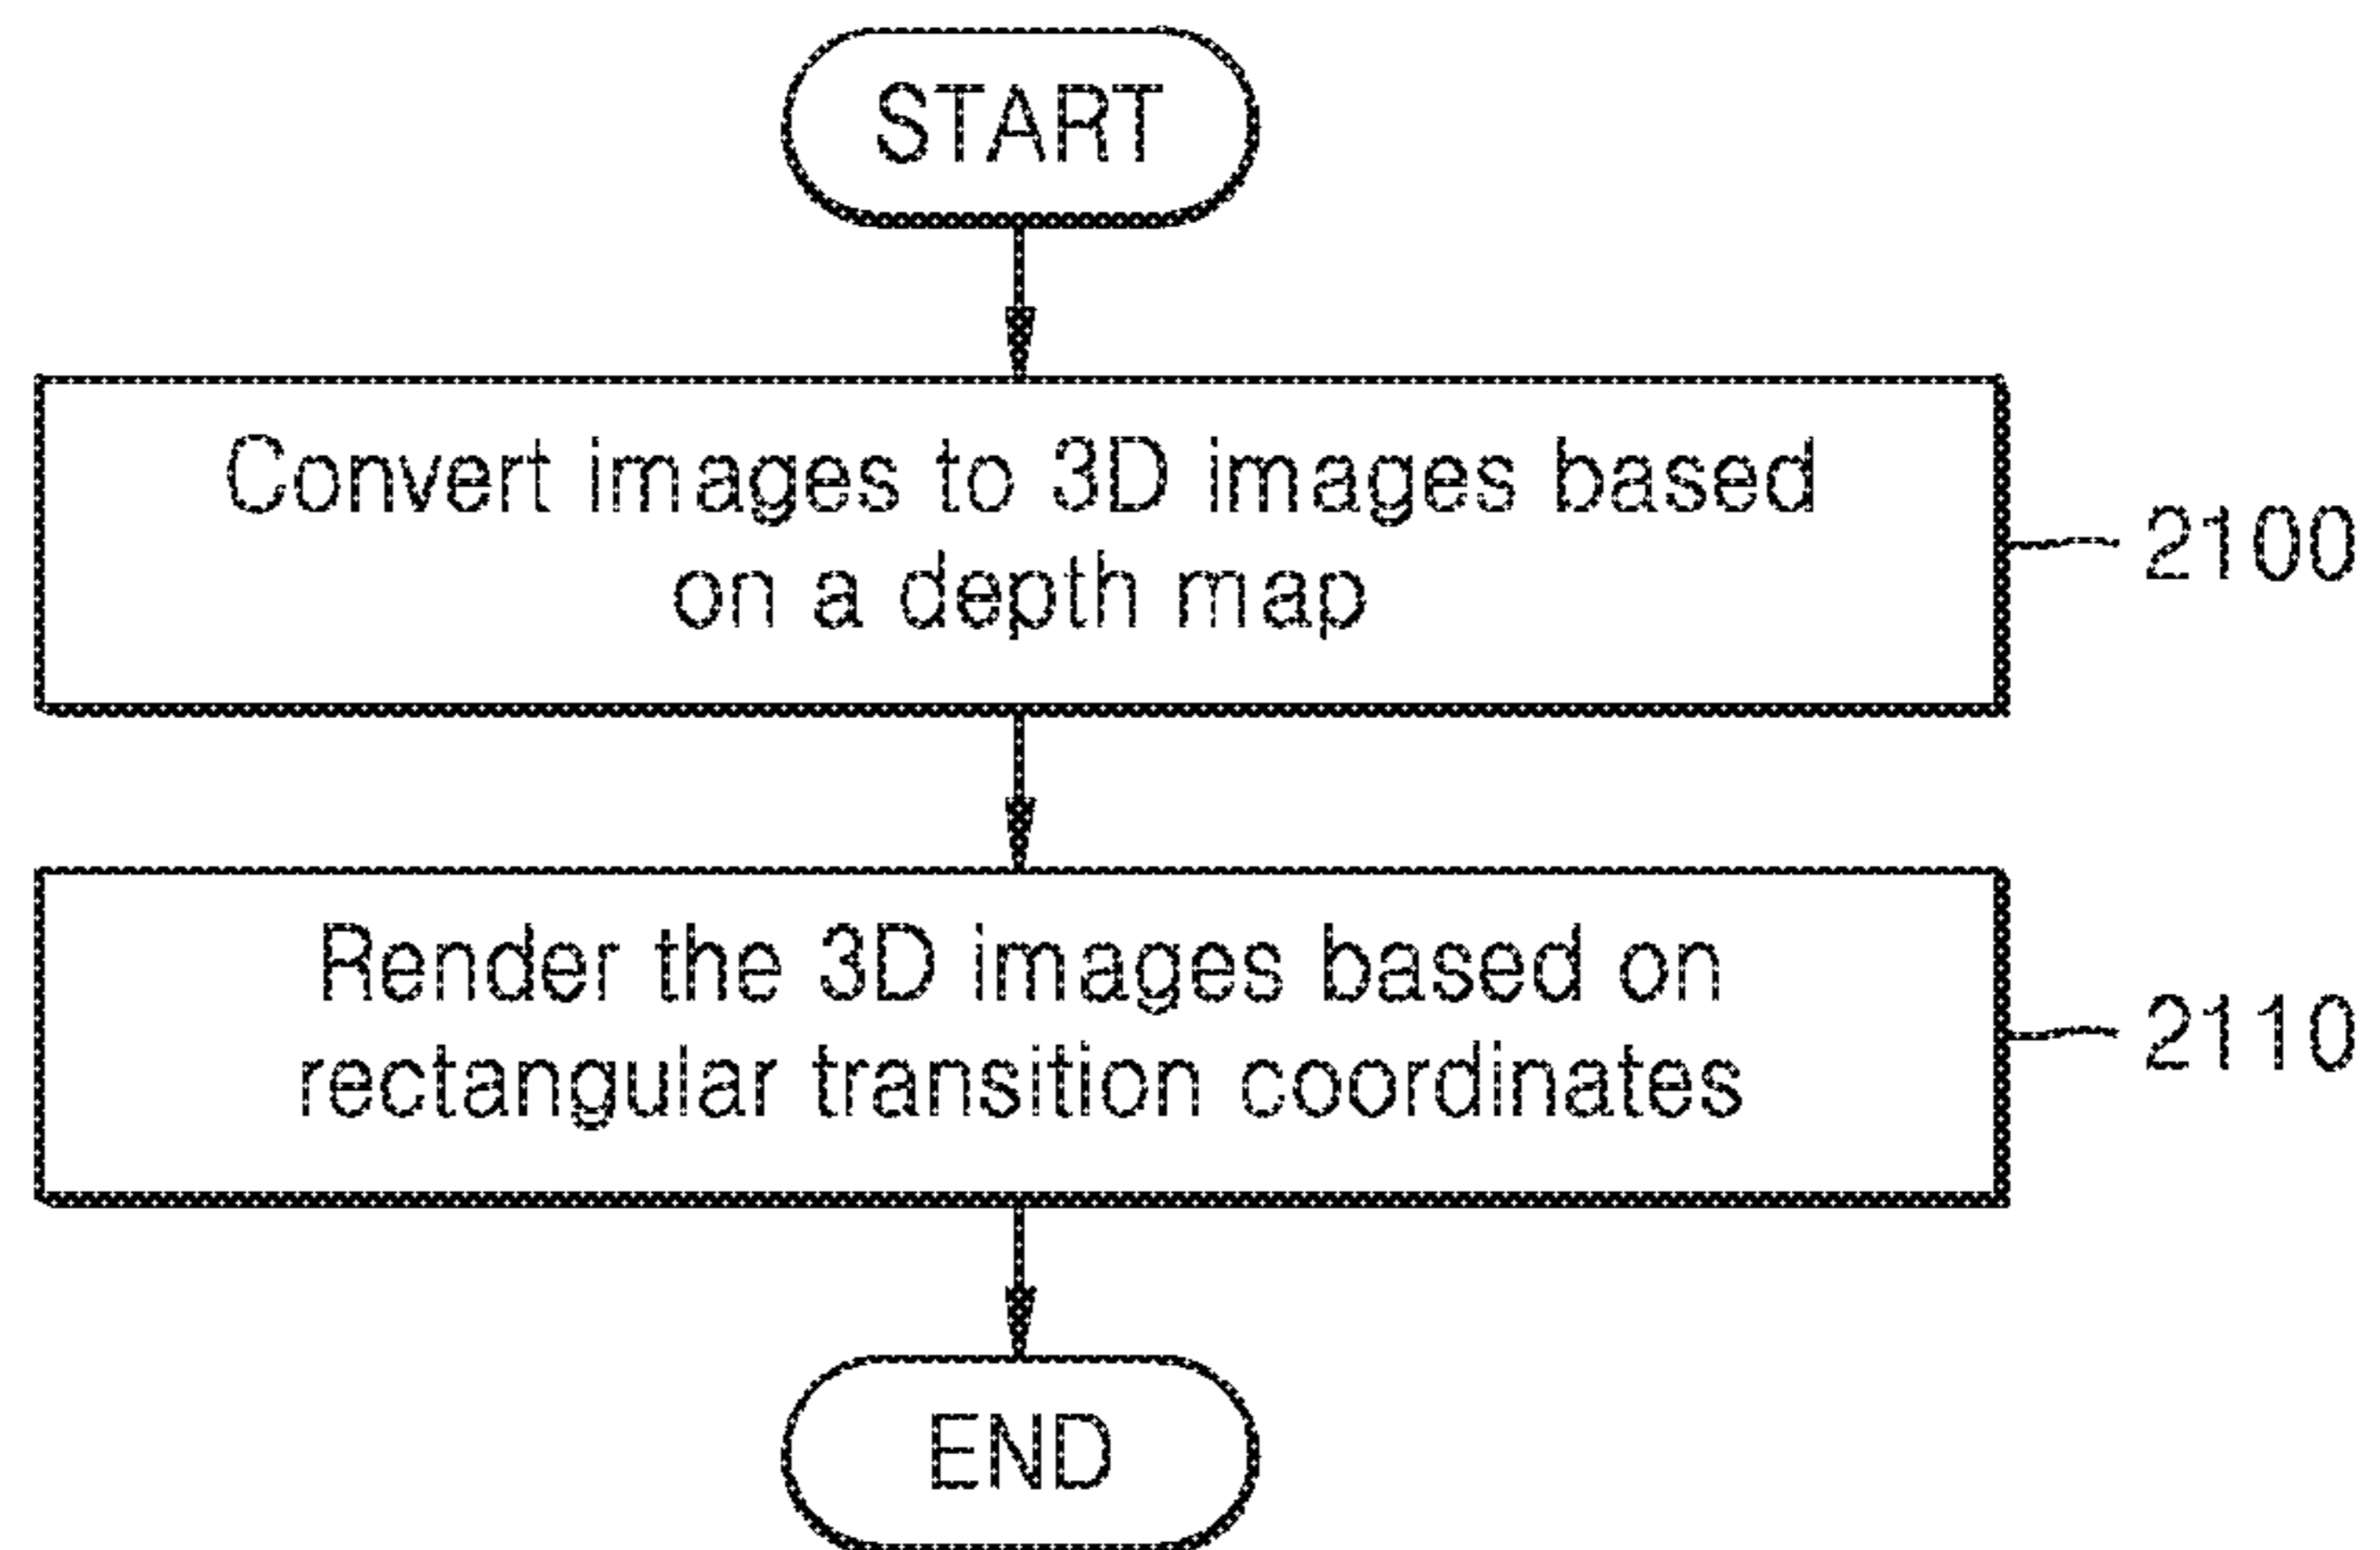 START
Convert images to 3D images based
on a depth map
2100
Render the 3D images based on
rectangular transition coordinates
2110
END